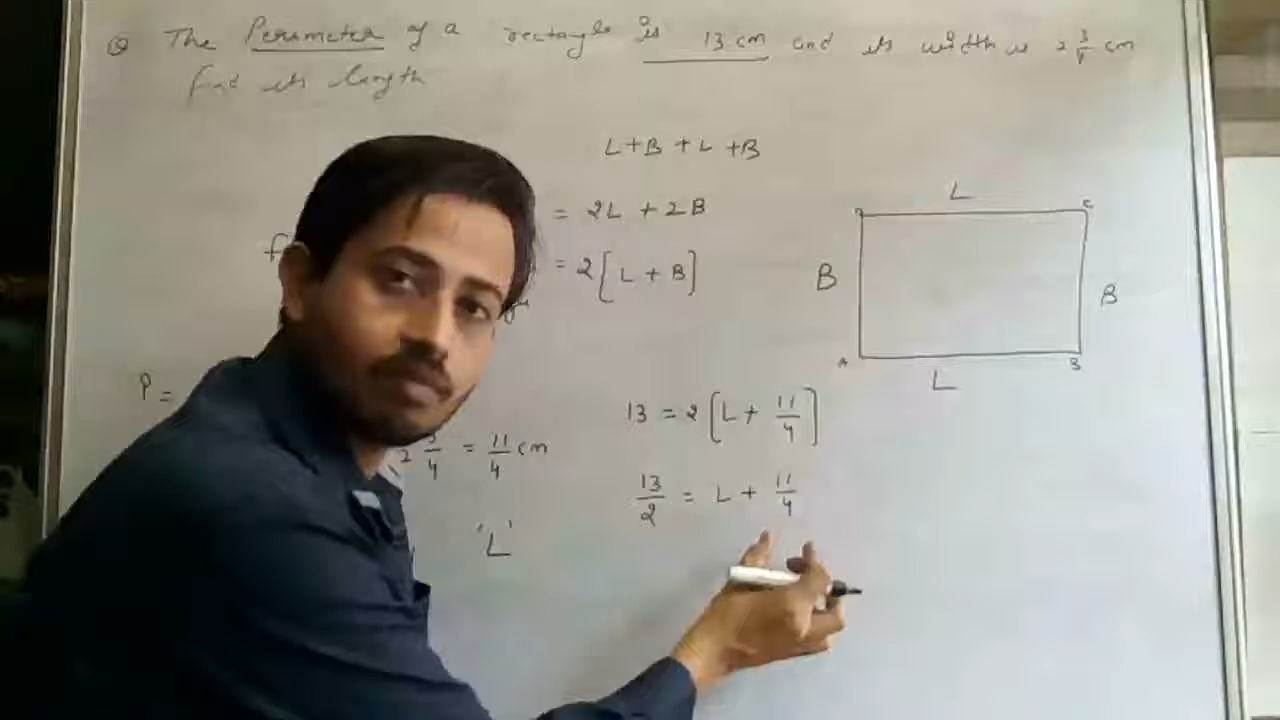 Q The Perameter of a rectangle is 13 cm and its width is 2 3/4 cm
find its length
L+B+L+B
= 2L + 2B
= 2[L + B]
L
C
B
B
A
B
L
P =
2 3/4 = 11/4 cm
'L'
13 = 2[L + 11/4]
13/2 = L + 11/4